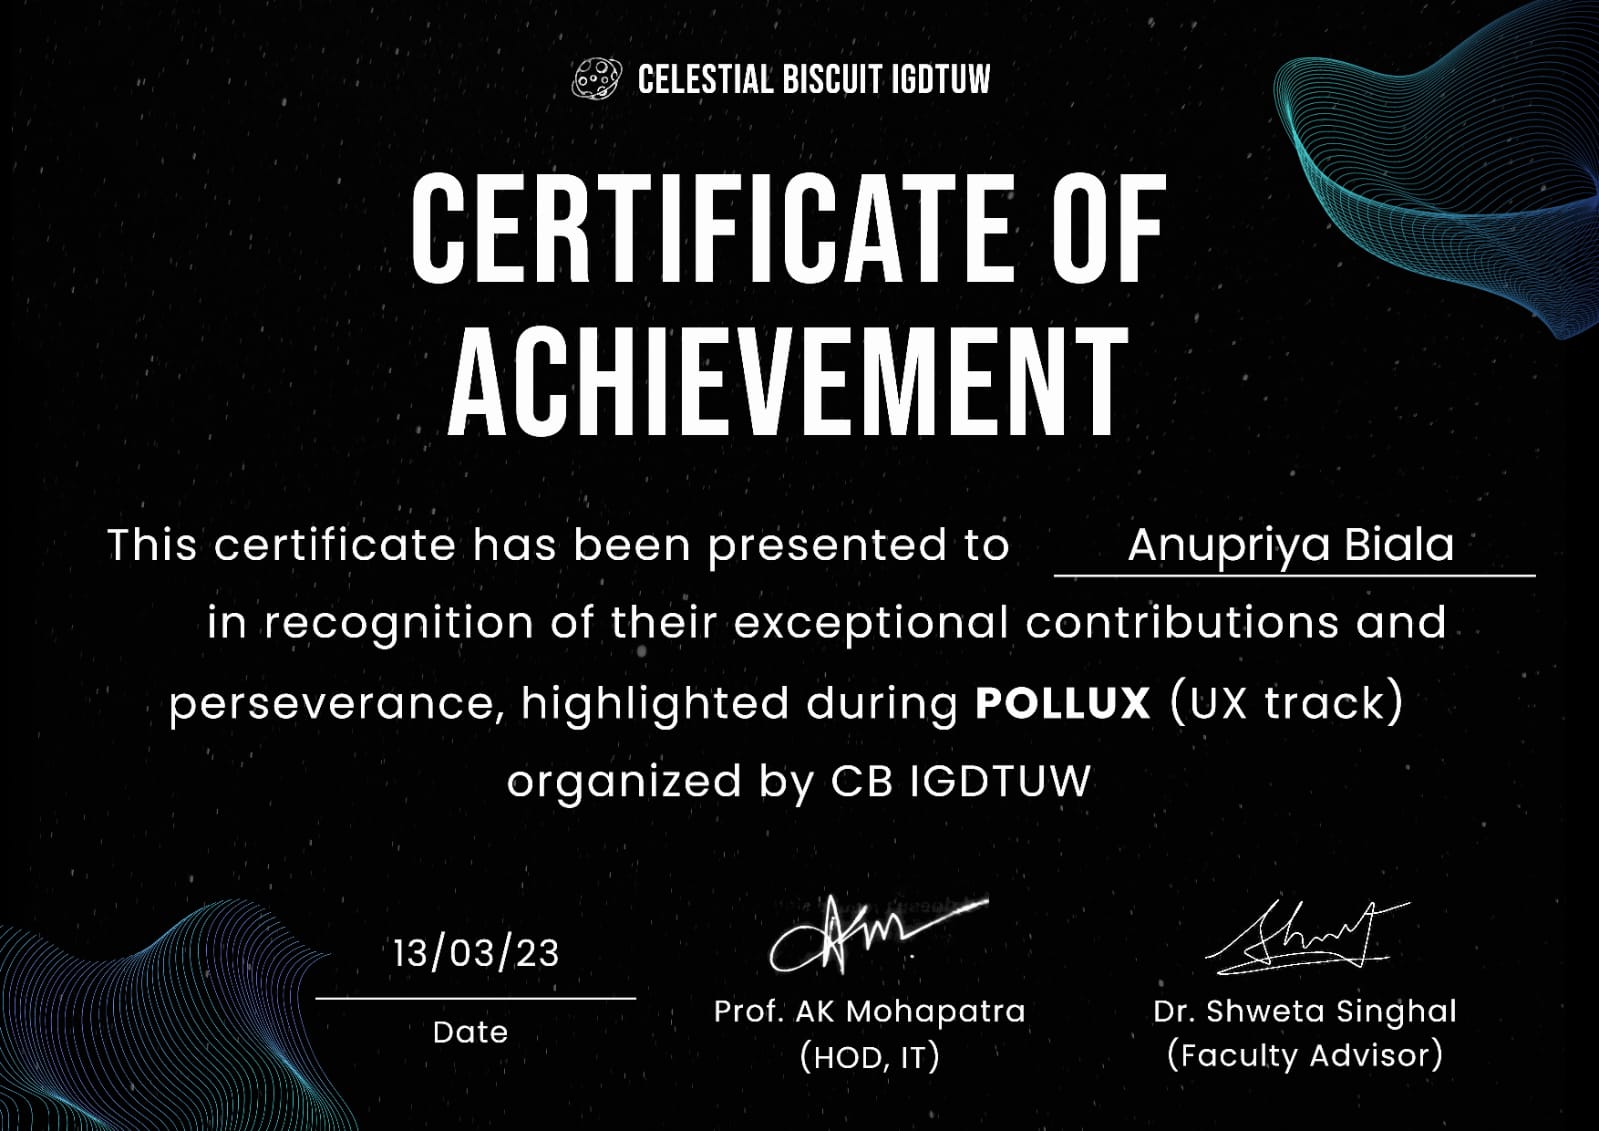 CELESTIAL BISCUIT IGDTUW
CERTIFICATE OF
ACHIEVEMENT
This certificate has been presented to Anupriya Biala
in recognition of their exceptional contributions and
perseverance, highlighted during POLLUX (UX track)
organized by CB IGDTUW
13/03/23
Date
Prof. AK Mohapatra
(HOD, IT)
Dr. Shweta Singhal
(Faculty Advisor)